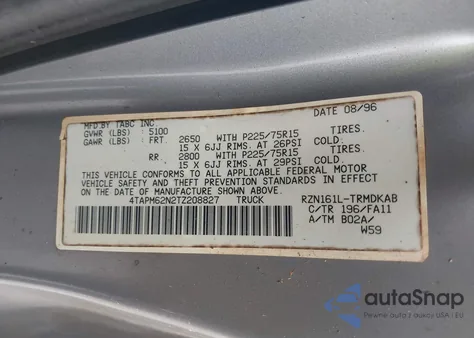 MFD.BY TABC INC. DATE 08/96
GVWR (LBS) : 5100
GAWR (LBS) : FRT. 2650 WITH P225/75R15 TIRES.
15 X 6JJ RIMS. AT 26PSI COLD.
RR. 2800 WITH P225/75R15 TIRES.
15 X 6JJ RIMS. AT 29PSI COLD.
THIS VEHICLE CONFORMS TO ALL APPLICABLE FEDERAL MOTOR
VEHICLE SAFETY AND THEFT PREVENTION STANDARDS IN EFFECT
ON THE DATE OF MANUFACTURE SHOWN ABOVE.
4TAPM62N2TZ208827 TRUCK RZN161L-TRMDKAB
C/TR 196/FA11
A/TM B02A/
W59
autoSnap